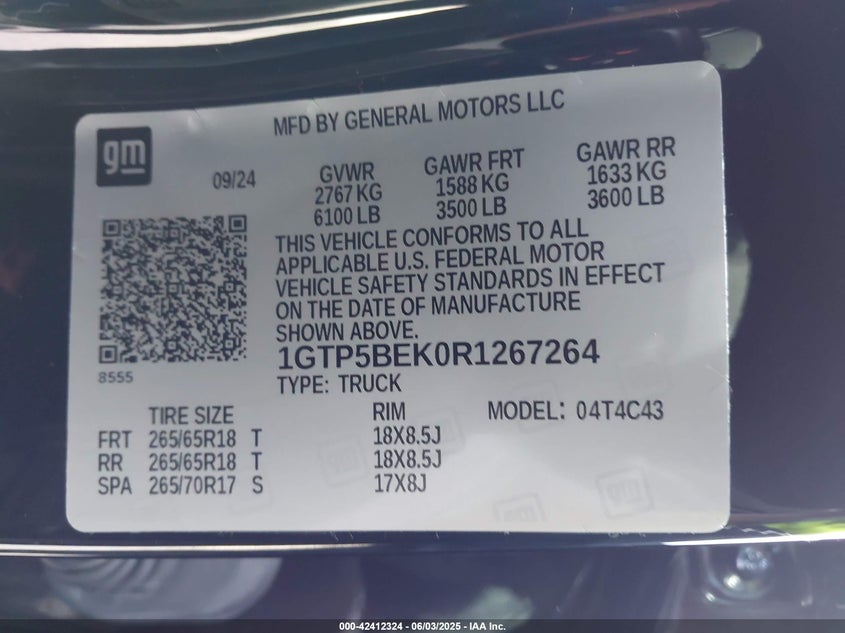 MFD BY GENERAL MOTORS LLC
gm
09/24
GVWR
2767 KG
6100 LB
GAWR FRT
1588 KG
3500 LB
GAWR RR
1633 KG
3600 LB
THIS VEHICLE CONFORMS TO ALL
APPLICABLE U.S. FEDERAL MOTOR
VEHICLE SAFETY STANDARDS IN EFFECT
ON THE DATE OF MANUFACTURE
SHOWN ABOVE.
8555
1GTP5BEK0R1267264
TYPE: TRUCK
TIRE SIZE RIM MODEL: 04T4C43
FRT 265/65R18 T 18X8.5J
RR 265/65R18 T 18X8.5J
SPA 265/70R17 S 17X8J
gm
gm
gm
000-42412324 | 06/03/2025 - IAA Inc.